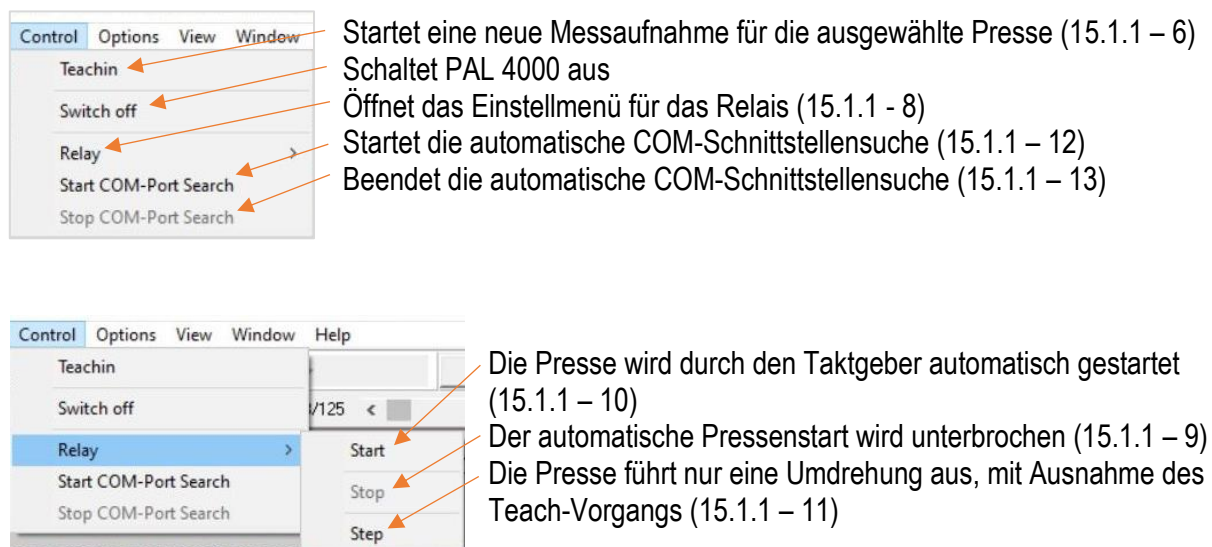 Control Options View Window
Startet eine neue Messaufnahme für die ausgewählte Presse (15.1.1 – 6)
Teachin
Schaltet PAL 4000 aus
Switch off
Öffnet das Einstellmenü für das Relais (15.1.1 - 8)
Relay >
Startet die automatische COM-Schnittstellensuche (15.1.1 – 12)
Start COM-Port Search
Beendet die automatische COM-Schnittstellensuche (15.1.1 – 13)
Stop COM-Port Search
Control Options View Window Help
Teachin
Die Presse wird durch den Taktgeber automatisch gestartet
(15.1.1 – 10)
Switch off
/125 <
Der automatische Pressenstart wird unterbrochen (15.1.1 – 9)
Relay >
Start
Die Presse führt nur eine Umdrehung aus, mit Ausnahme des
Teach-Vorgangs (15.1.1 – 11)
Start COM-Port Search
Stop
Stop COM-Port Search
Step